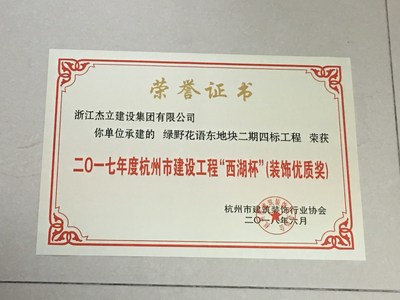 荣誉证书
浙江杰立建设集团有限公司
你单位承建的 绿野花语东地块二期四标工程 荣获
二〇一七年度杭州市建设工程“西湖杯”(装饰优质奖)
杭州市建筑装饰行业协会
二〇一八年六月